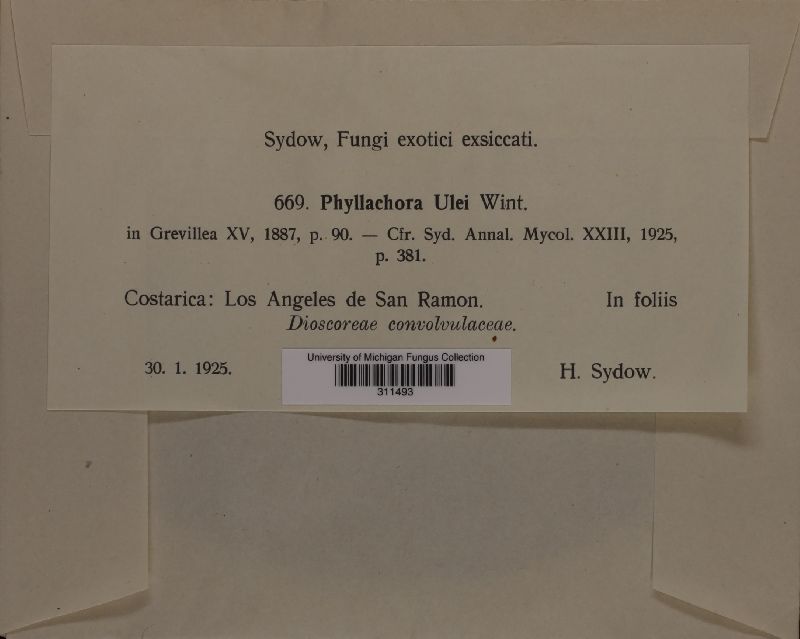 Sydow, Fungi exotici exsiccati.
669. Phyllachora Ulei Wint.
in Grevillea XV, 1887, p. 90. — Cfr. Syd. Annal. Mycol. XXIII, 1925,
p. 381.
Costarica: Los Angeles de San Ramon. In foliis
Dioscoreae convolvulaceae.
30. 1. 1925. H. Sydow.
University of Michigan Fungus Collection
311493